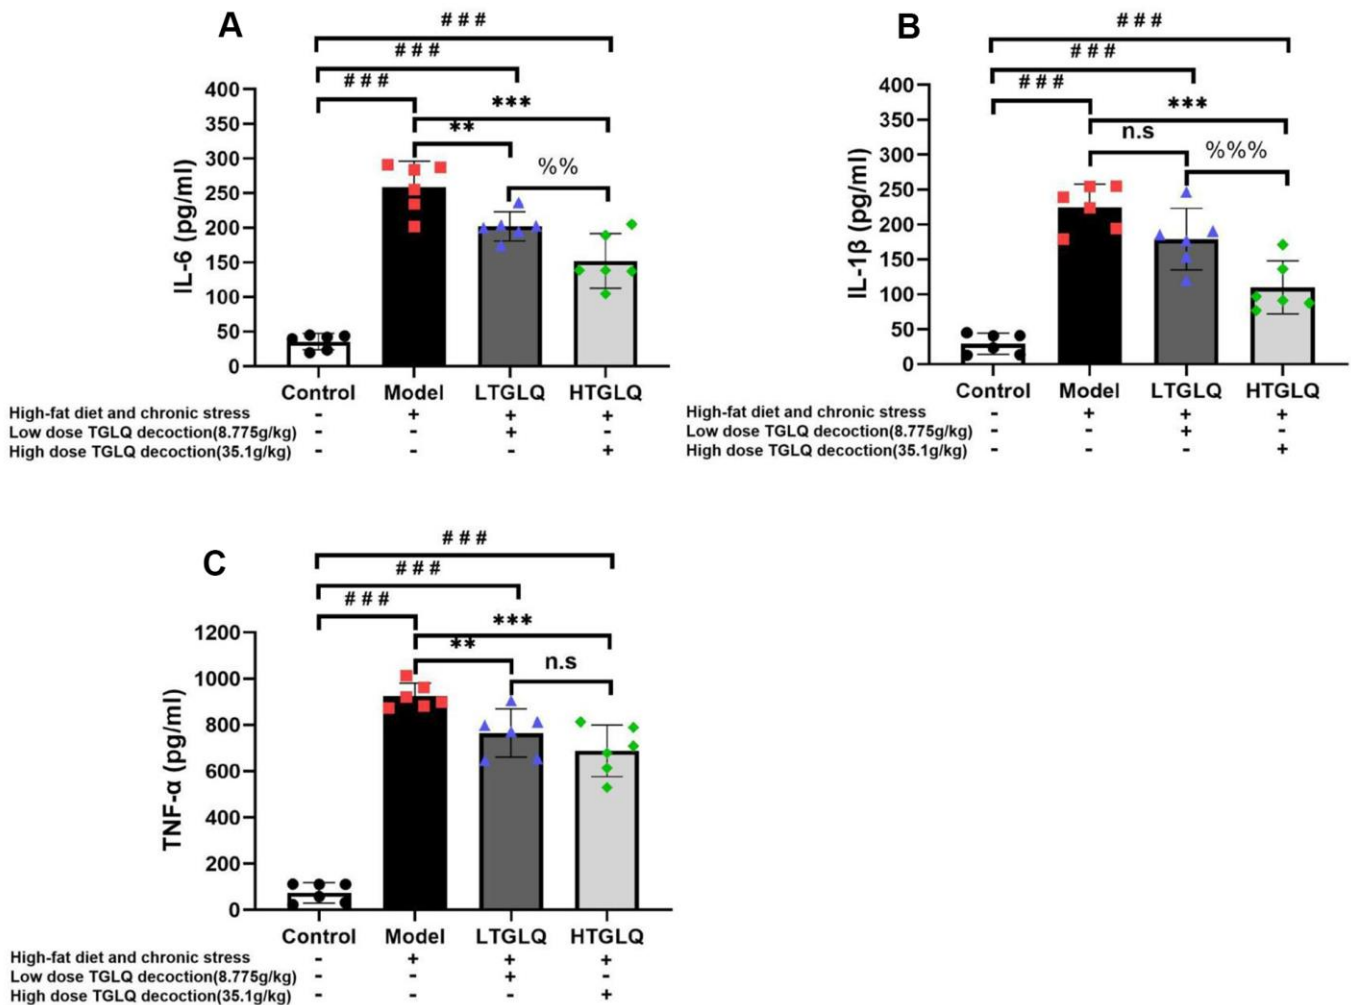 A
# # #
# # #
# # #
***
**
%%
IL-6 (pg/ml)
400
350
300
250
200
150
100
50
0
Control Model LTGLQ HTGLQ
High-fat diet and chronic stress - + + +
Low dose TGLQ decoction(8.775g/kg) - - + -
High dose TGLQ decoction(35.1g/kg) - - - +
B
# # #
# # #
# # #
***
n.s
%%%
IL-1β (pg/ml)
400
350
300
250
200
150
100
50
0
Control Model LTGLQ HTGLQ
High-fat diet and chronic stress - + + +
Low dose TGLQ decoction(8.775g/kg) - - + -
High dose TGLQ decoction(35.1g/kg) - - - +
C
# # #
# # #
# # #
***
**
n.s
TNF-α (pg/ml)
1200
1000
800
600
400
200
0
Control Model LTGLQ HTGLQ
High-fat diet and chronic stress - + + +
Low dose TGLQ decoction(8.775g/kg) - - + -
High dose TGLQ decoction(35.1g/kg) - - - +